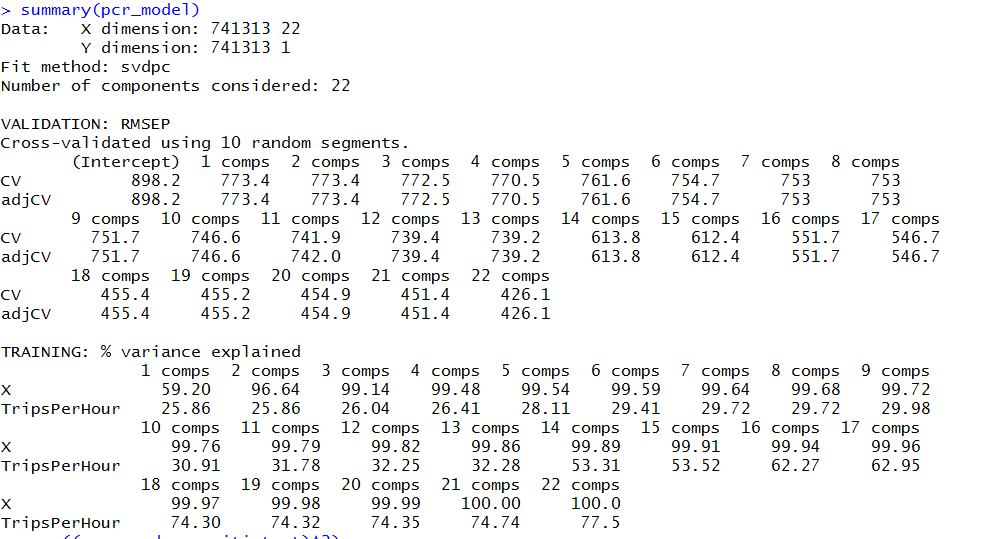 > summary(pcr_model)
Data:   X dimension: 741313 22
        Y dimension: 741313 1
Fit method: svdpc
Number of components considered: 22

VALIDATION: RMSEP
Cross-validated using 10 random segments.
       (Intercept)  1 comps  2 comps  3 comps  4 comps  5 comps  6 comps  7 comps  8 comps
CV           898.2    773.4    773.4    772.5    770.5    761.6    754.7      753      753
adjCV        898.2    773.4    773.4    772.5    770.5    761.6    754.7      753      753
       9 comps  10 comps  11 comps  12 comps  13 comps  14 comps  15 comps  16 comps  17 comps
CV       751.7     746.6     741.9     739.4     739.2     613.8     612.4     551.7     546.7
adjCV    751.7     746.6     742.0     739.4     739.2     613.8     612.4     551.7     546.7
       18 comps  19 comps  20 comps  21 comps  22 comps
CV        455.4     455.2     454.9     451.4     426.1
adjCV     455.4     455.2     454.9     451.4     426.1

TRAINING: % variance explained
              1 comps  2 comps  3 comps  4 comps  5 comps  6 comps  7 comps  8 comps  9 comps
X               59.20    96.64    99.14    99.48    99.54    99.59    99.64    99.68    99.72
TripsPerHour    25.86    25.86    26.04    26.41    28.11    29.41    29.72    29.72    29.98
              10 comps  11 comps  12 comps  13 comps  14 comps  15 comps  16 comps  17 comps
X                99.76     99.79     99.82     99.86     99.89     99.91     99.94     99.96
TripsPerHour     30.91     31.78     32.25     32.28     53.31     53.52     62.27     62.95
              18 comps  19 comps  20 comps  21 comps  22 comps
X                99.97     99.98     99.99    100.00     100.0
TripsPerHour     74.30     74.32     74.35     74.74      77.5